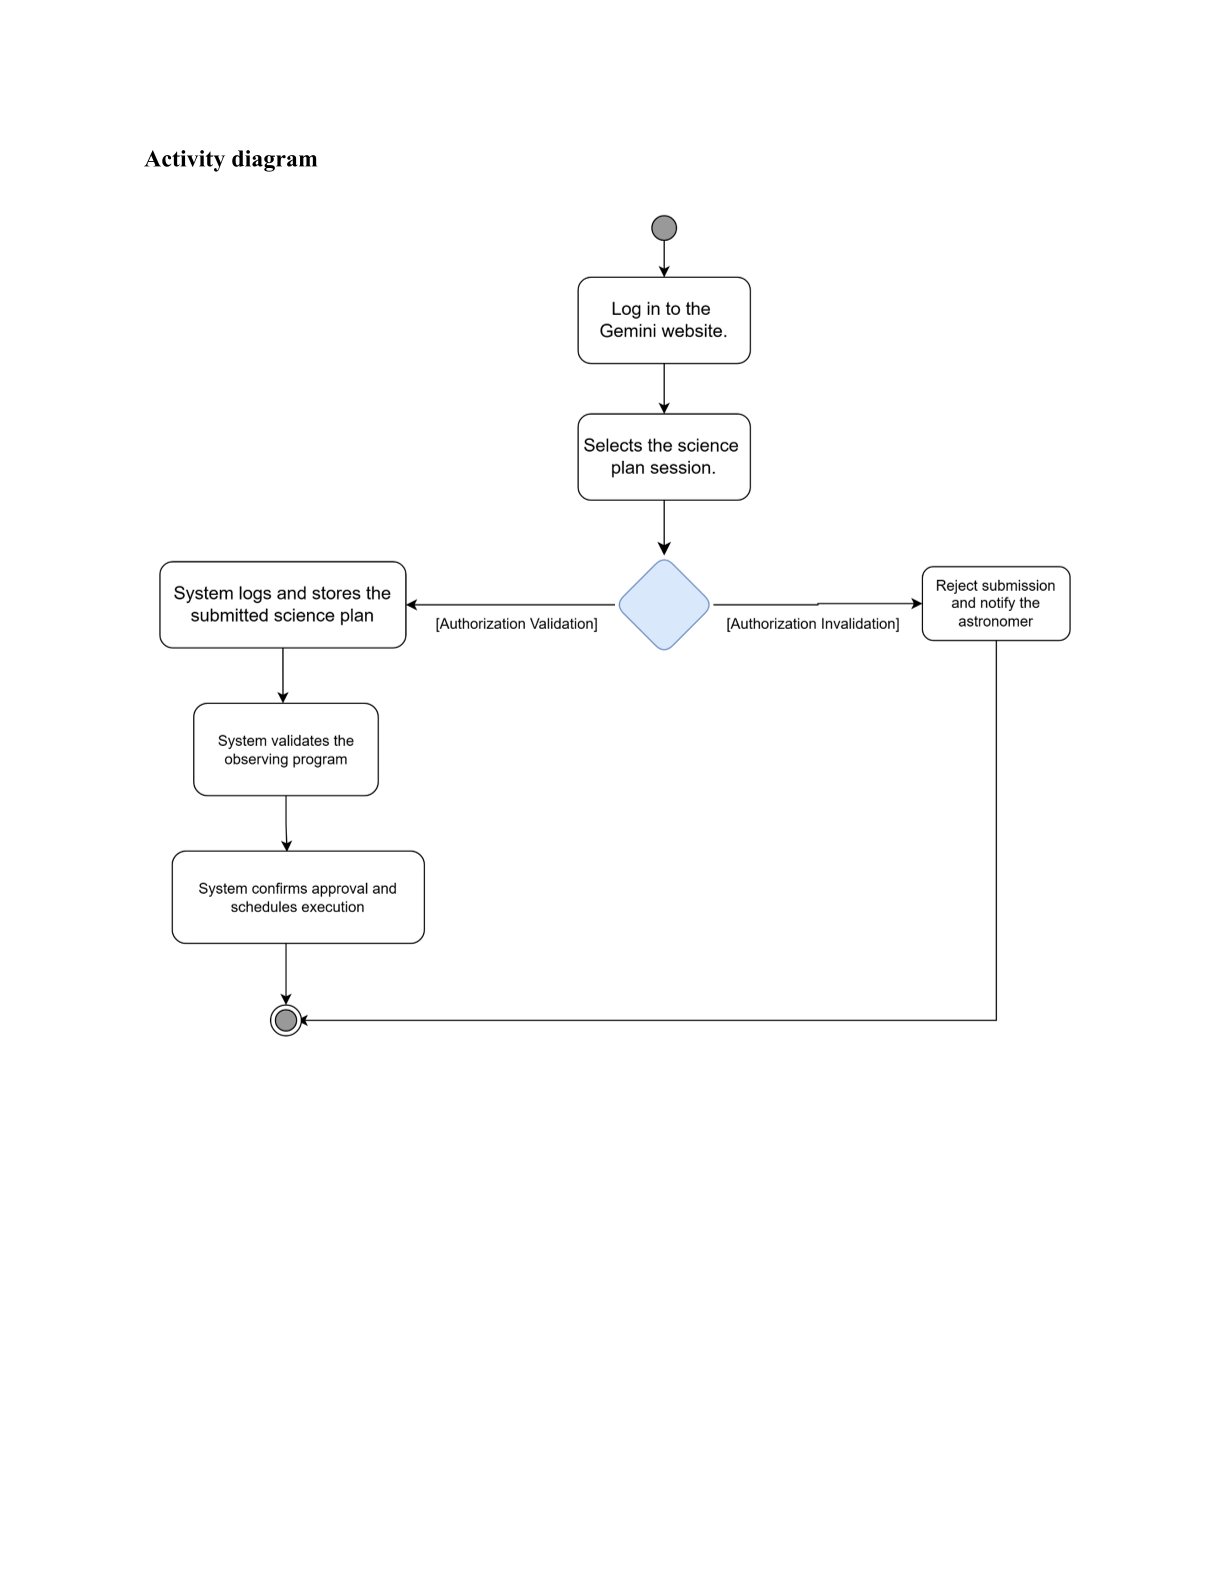 Activity diagram
Log in to the
Gemini website.
Selects the science
plan session.
System logs and stores the
submitted science plan
[Authorization Validation]
[Authorization Invalidation]
Reject submission
and notify the
astronomer
System validates the
observing program
System confirms approval and
schedules execution